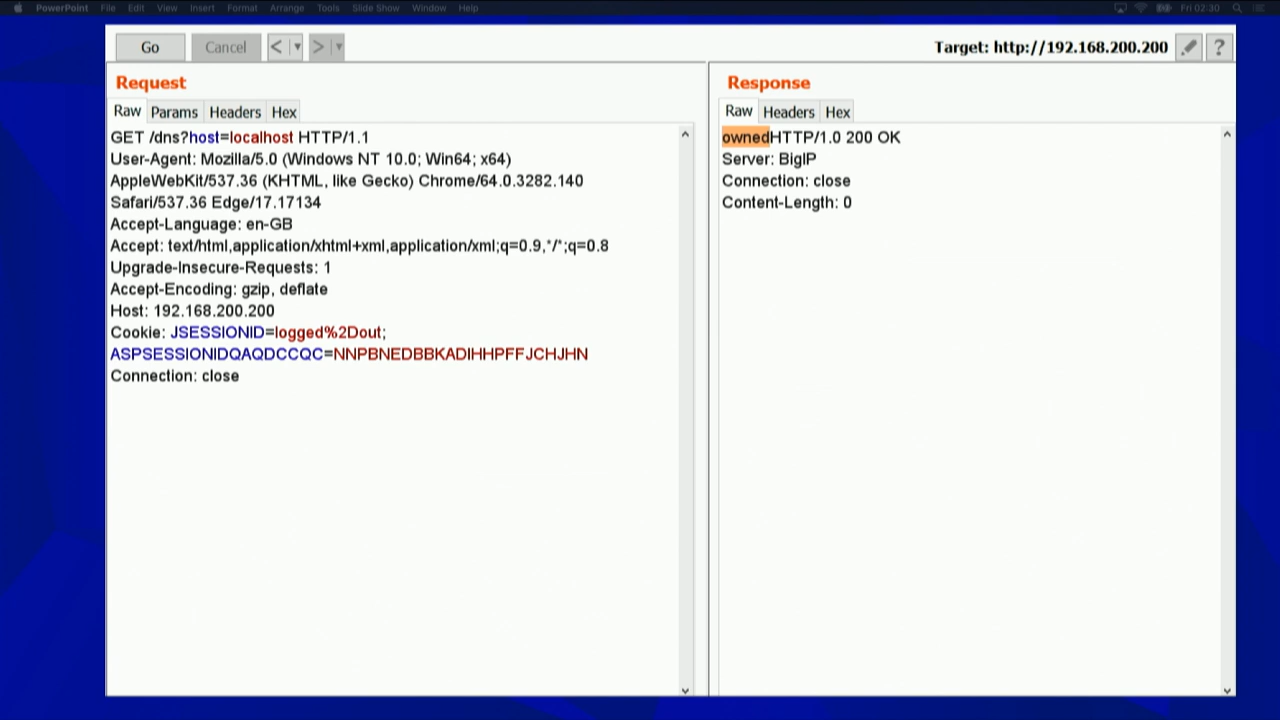 PowerPoint File Edit View Insert Format Arrange Tools Slide Show Window Help Fri 02:30
Go Cancel < > Target: http://192.168.200.200 ?
Request
Raw Params Headers Hex
GET /dns?host=localhost HTTP/1.1
User-Agent: Mozilla/5.0 (Windows NT 10.0; Win64; x64)
AppleWebKit/537.36 (KHTML, like Gecko) Chrome/64.0.3282.140
Safari/537.36 Edge/17.17134
Accept-Language: en-GB
Accept: text/html,application/xhtml+xml,application/xml;q=0.9,*/*;q=0.8
Upgrade-Insecure-Requests: 1
Accept-Encoding: gzip, deflate
Host: 192.168.200.200
Cookie: JSESSIONID=logged%2Dout;
ASPSESSIONIDQAQDCCQC=NNPBNEDBBKADIHHPFFJCHJHN
Connection: close
Response
Raw Headers Hex
ownedHTTP/1.0 200 OK
Server: BigIP
Connection: close
Content-Length: 0